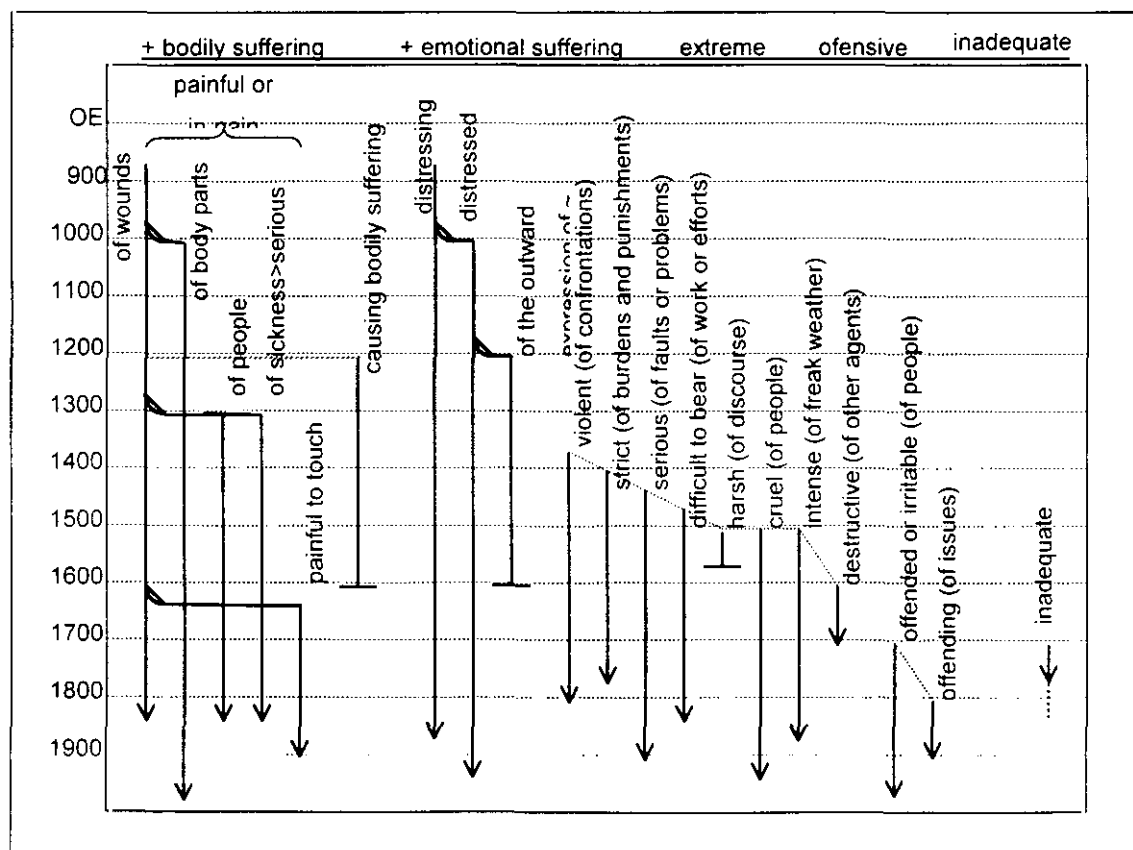 + bodily suffering + emotional suffering extreme ofensive inadequate
painful or
in pain
OE
900
1000
1100
1200
1300
1400
1500
1600
1700
1800
1900
of wounds
of body parts
of people
of sickness>serious
painful to touch
causing bodily suffering
distressing
distressed
of the outward
expression of ~
violent (of confrontations)
strict (of burdens and punishments)
serious (of faults or problems)
difficult to bear (of work or efforts)
harsh (of discourse)
cruel (of people)
intense (of freak weather)
destructive (of other agents)
offended or irritable (of people)
offending (of issues)
inadequate